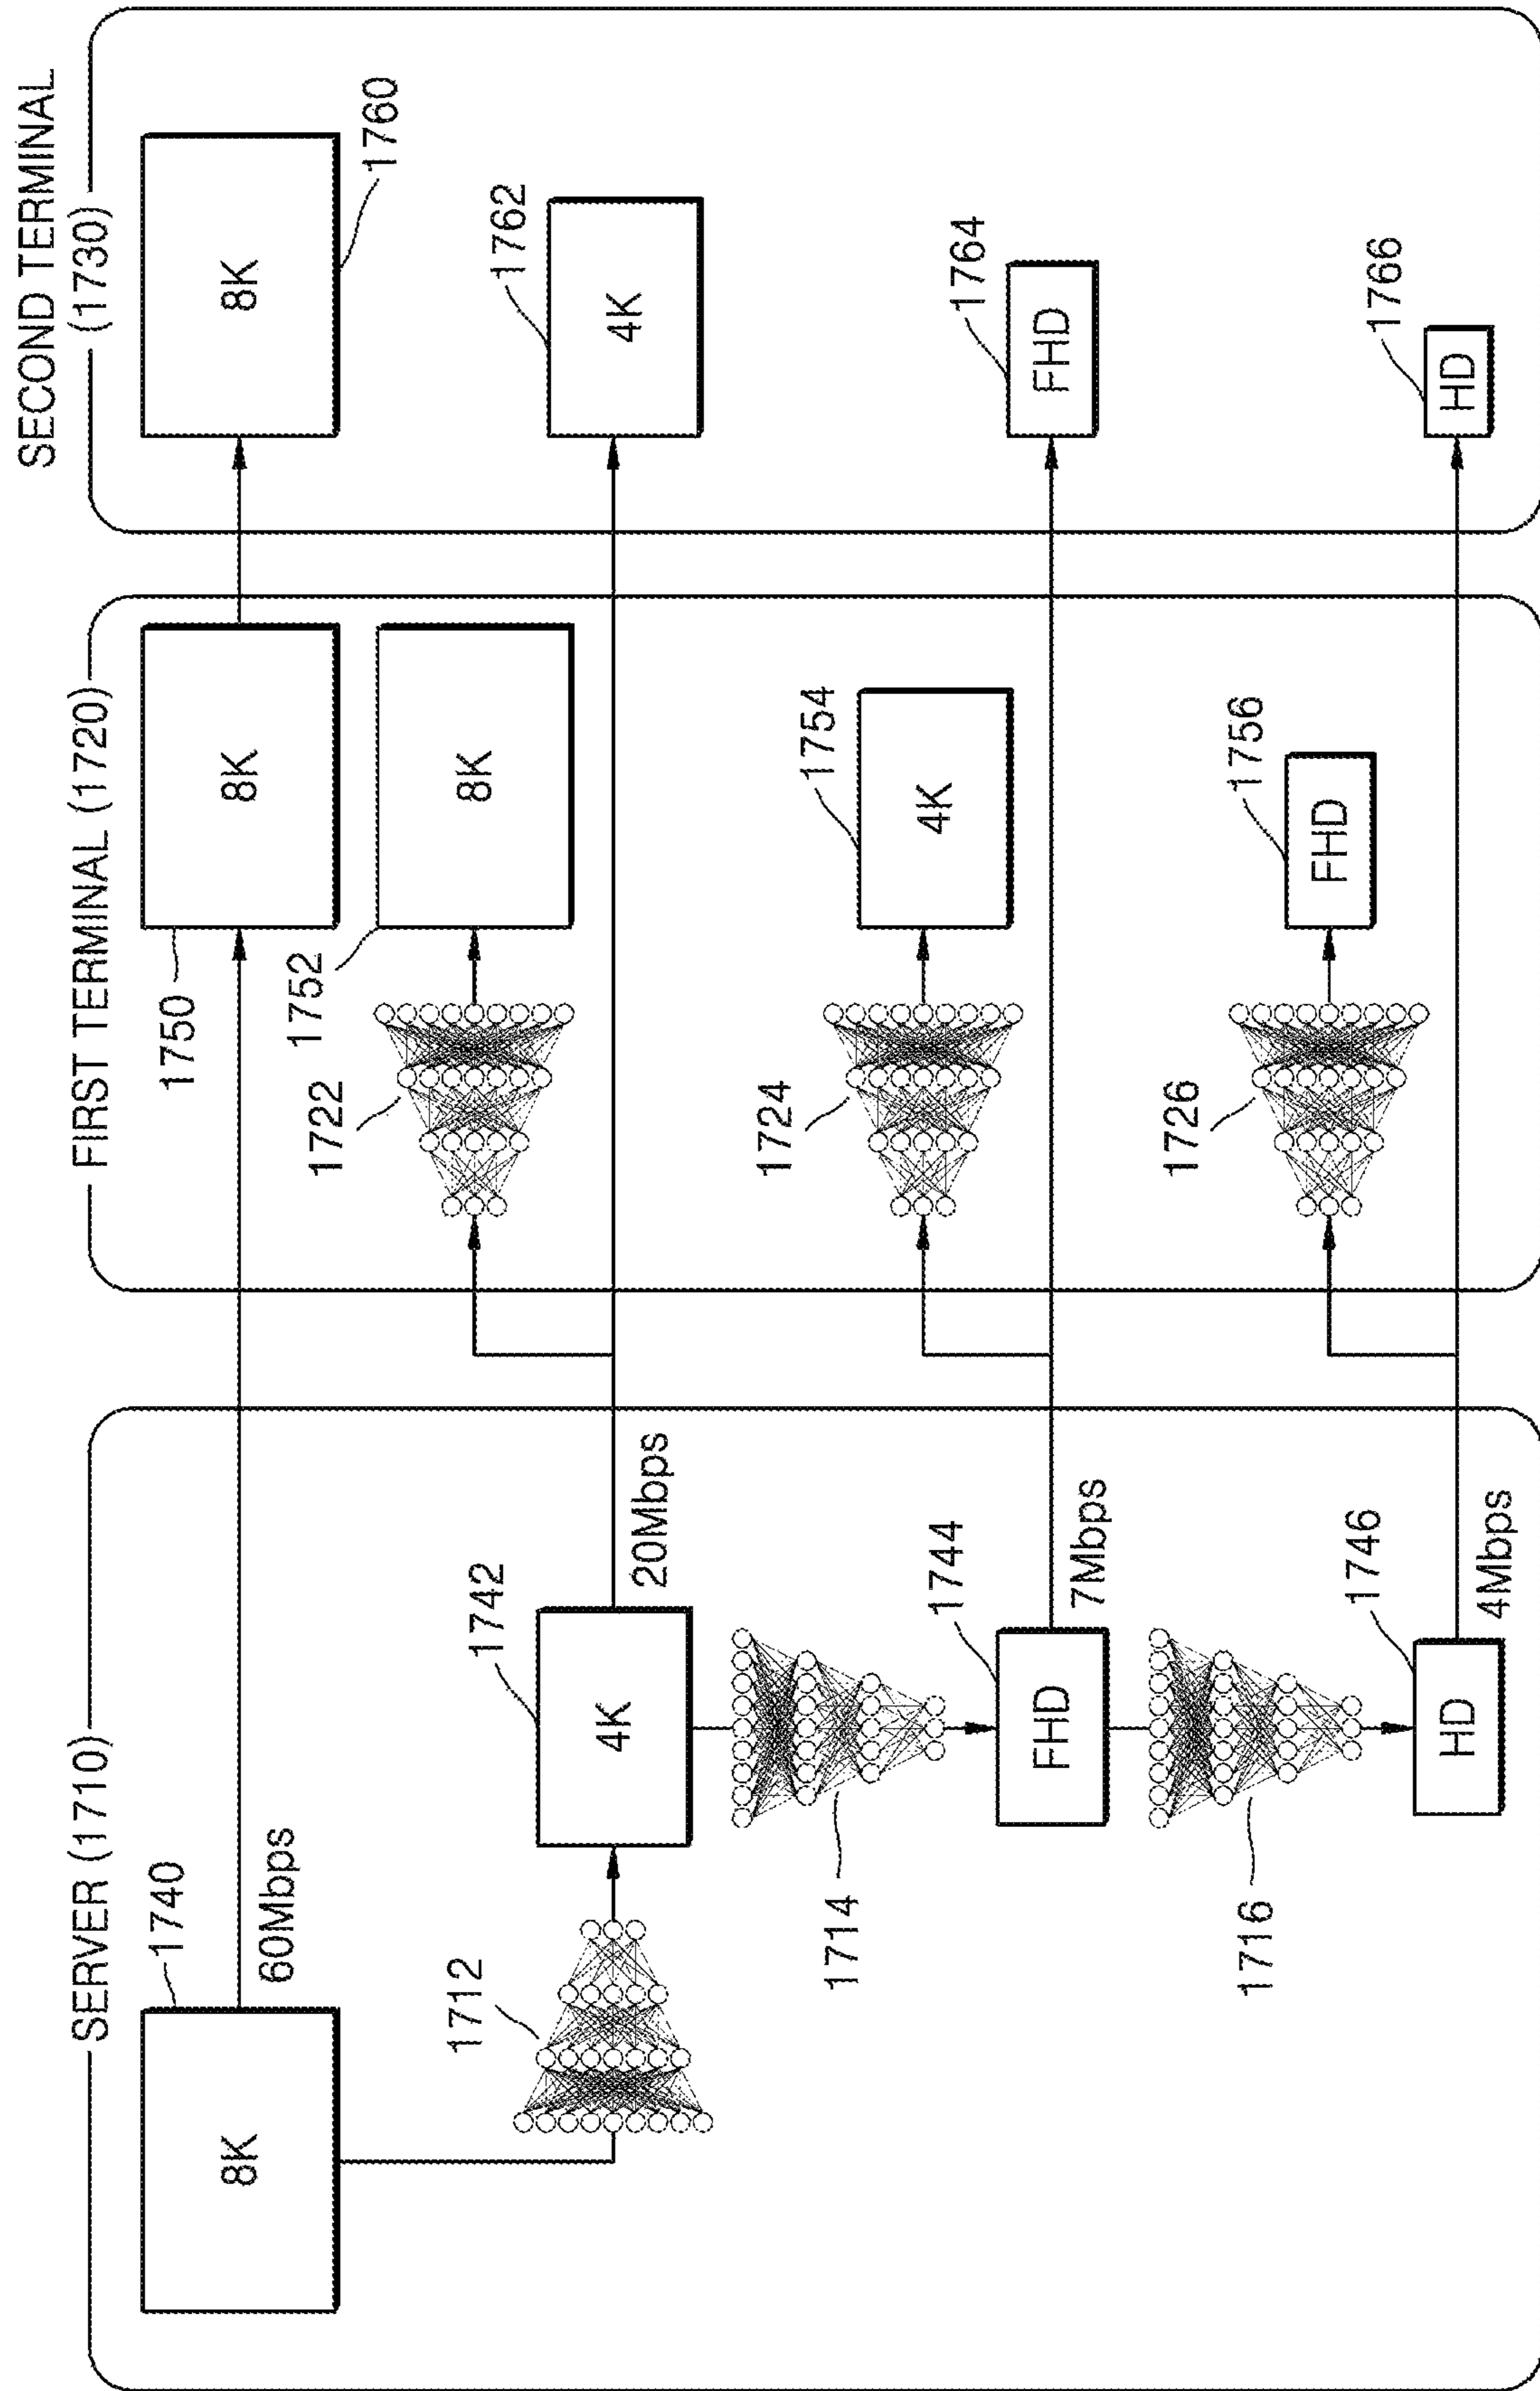 SERVER (1710)
8K
1740
60Mbps
1712
4K
1742
20Mbps
1714
FHD
1744
7Mbps
1716
HD
1746
4Mbps
FIRST TERMINAL (1720)
8K
1750
8K
1752
1722
4K
1754
1724
FHD
1756
1726
SECOND TERMINAL
(1730)
8K
1760
4K
1762
FHD
1764
HD
1766